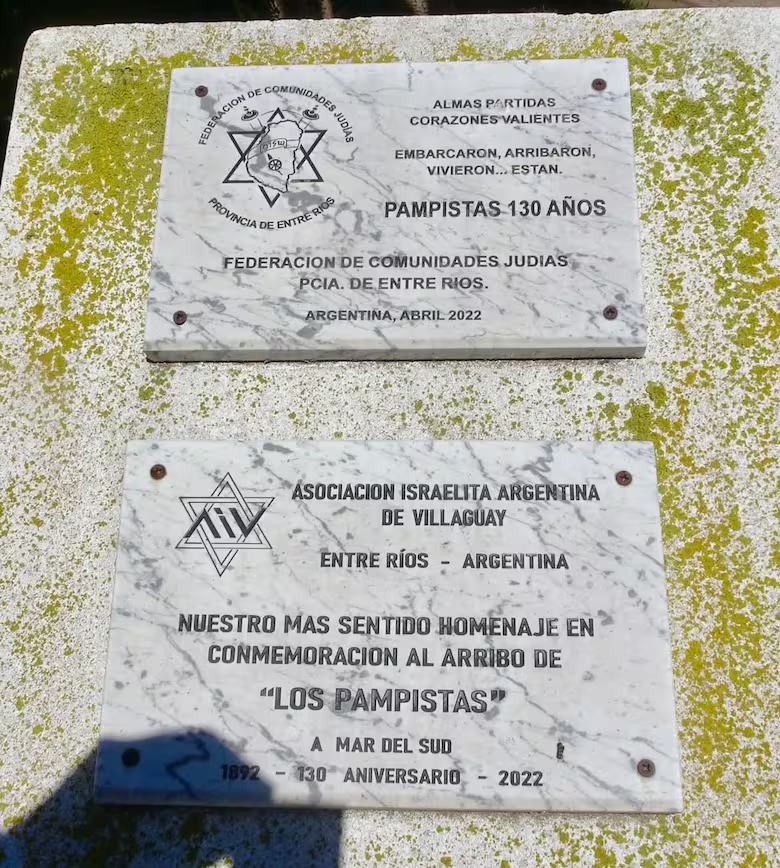 FEDERACION DE COMUNIDADES JUDIAS
PROVINCIA DE ENTRE RIOS
ALMAS PARTIDAS
CORAZONES VALIENTES
EMBARCARON, ARRIBARON,
VIVIERON... ESTAN.
PAMPISTAS 130 AÑOS
FEDERACION DE COMUNIDADES JUDIAS
PCIA. DE ENTRE RIOS.
ARGENTINA, ABRIL 2022
AIV
ASOCIACION ISRAELITA ARGENTINA
DE VILLAGUAY
ENTRE RÍOS - ARGENTINA
NUESTRO MAS SENTIDO HOMENAJE EN
CONMEMORACION AL ARRIBO DE
“LOS PAMPISTAS”
A MAR DEL SUD
1892 - 130 ANIVERSARIO - 2022